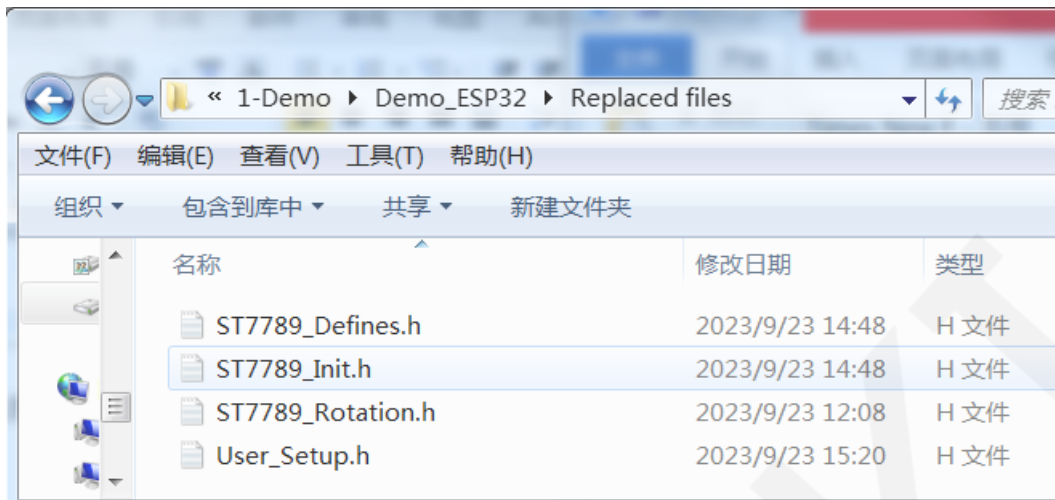 « 1-Demo ▸ Demo_ESP32 ▸ Replaced files 搜索
文件(F) 编辑(E) 查看(V) 工具(T) 帮助(H)
组织 包含到库中 共享 新建文件夹
名称 修改日期 类型
ST7789_Defines.h 2023/9/23 14:48 H 文件
ST7789_Init.h 2023/9/23 14:48 H 文件
ST7789_Rotation.h 2023/9/23 12:08 H 文件
User_Setup.h 2023/9/23 15:20 H 文件